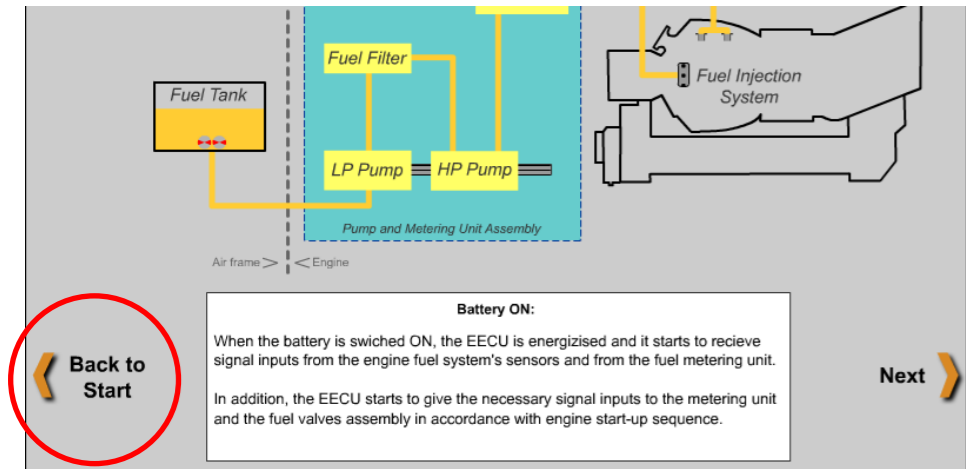 Fuel Filter
Fuel Tank
Fuel Injection
System
LP Pump
HP Pump
Pump and Metering Unit Assembly
Air frame
Engine
Battery ON:
When the battery is swiched ON, the EECU is energizised and it starts to recieve
signal inputs from the engine fuel system's sensors and from the fuel metering unit.
In addition, the EECU starts to give the necessary signal inputs to the metering unit
and the fuel valves assembly in accordance with engine start-up sequence.
Back to
Start
Next